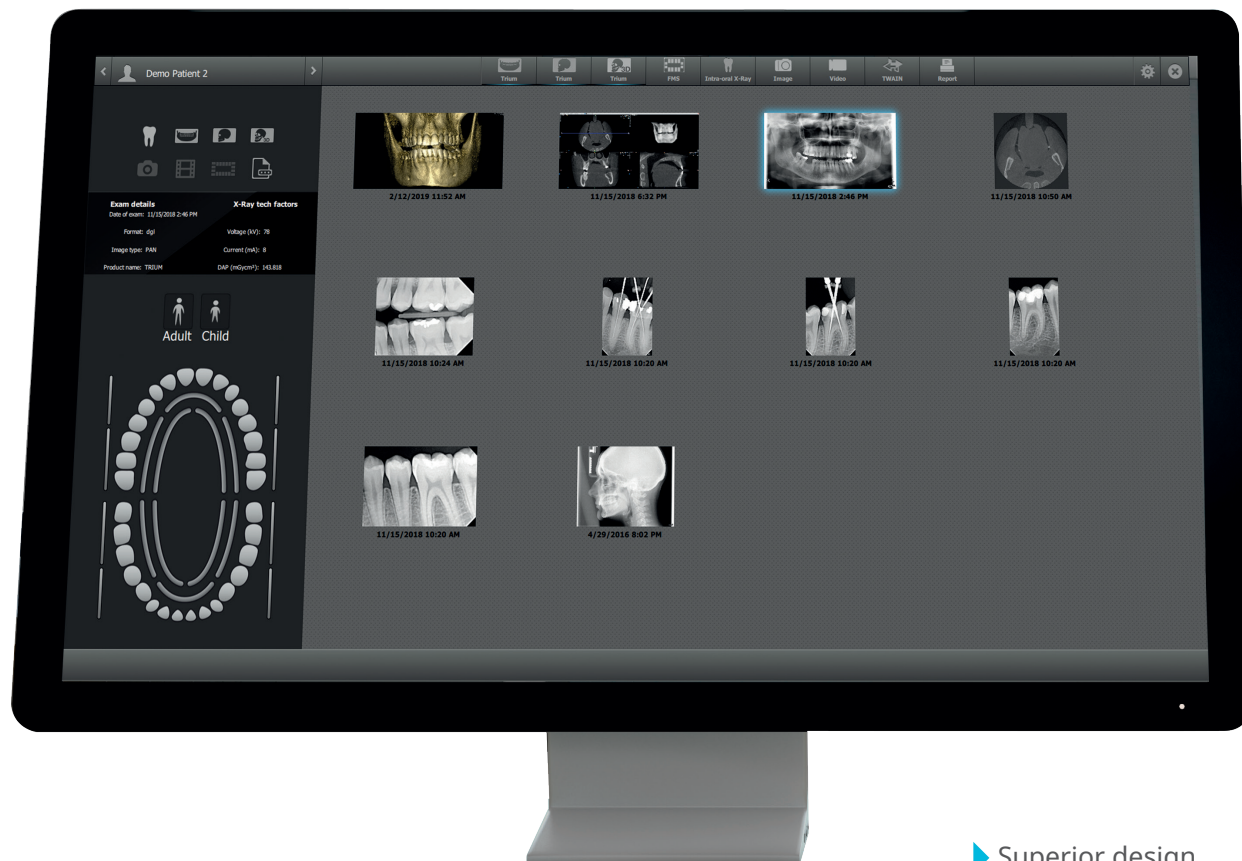 Demo Patient 2
Trium
Trium
Trium
FMS
Intra-oral X-Ray
Image
Video
TWAIN
Report
3D
Exam details
X-Ray tech factors
Date of exam: 11/15/2018 2:46 PM
Format: dgl
Voltage (kV): 78
Image type: PAN
Current (mA): 8
Product name: TRIUM
DAP (mGycm²): 143.818
Adult
Child
2/12/2019 11:52 AM
11/15/2018 6:32 PM
11/15/2018 2:46 PM
11/15/2018 10:50 AM
11/15/2018 10:24 AM
11/15/2018 10:20 AM
11/15/2018 10:20 AM
11/15/2018 10:20 AM
11/15/2018 10:20 AM
4/29/2016 8:02 PM
Superior design